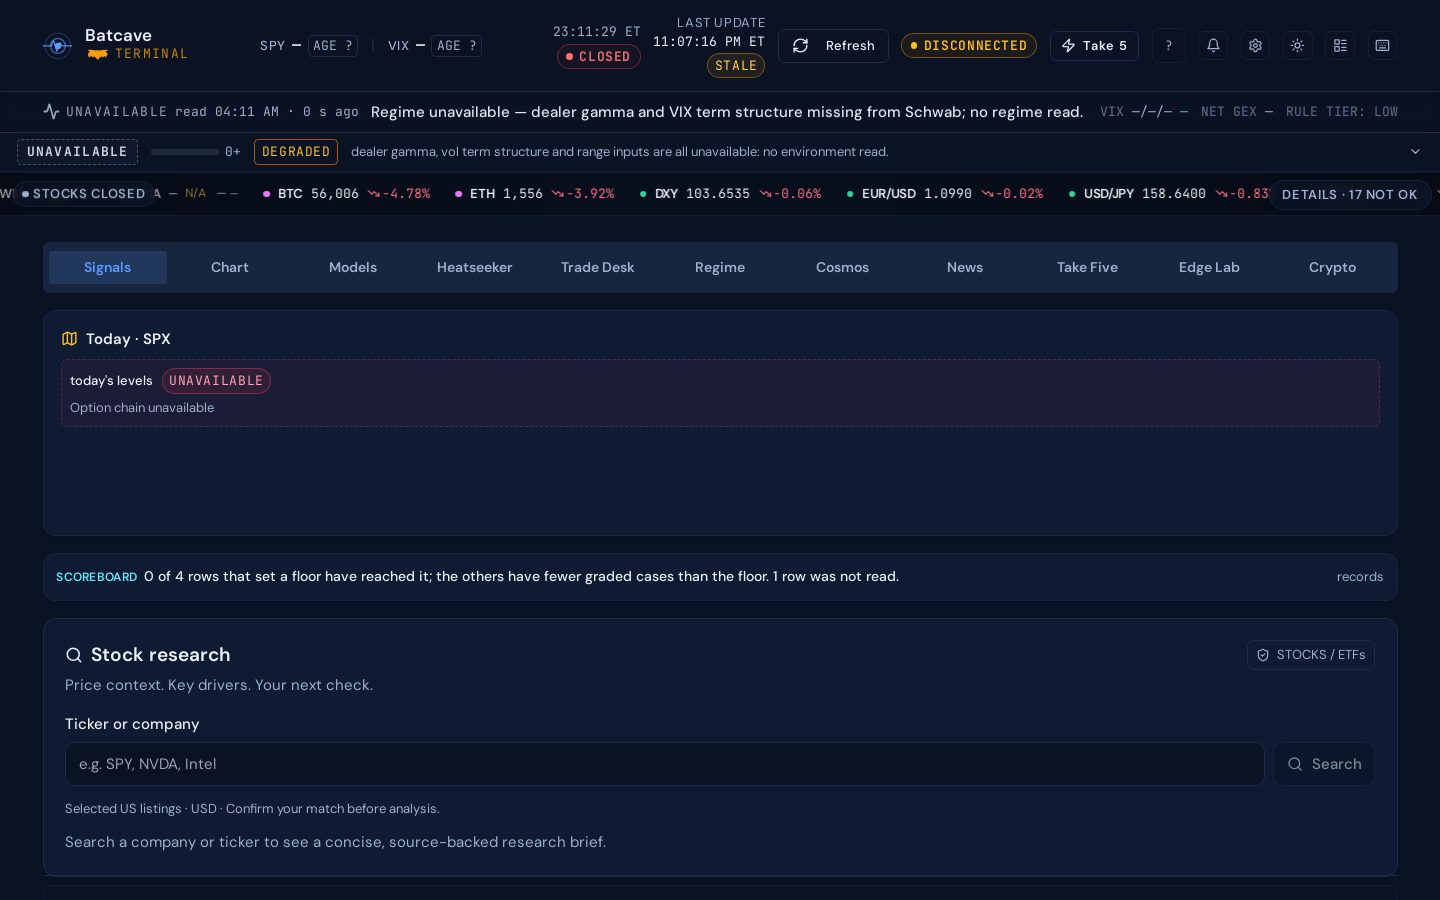 Batcave
TERMINAL
SPY — AGE ?
VIX — AGE ?
23:11:29 ET
CLOSED
LAST UPDATE
11:07:16 PM ET
STALE
Refresh
DISCONNECTED
Take 5
?
UNAVAILABLE read 04:11 AM · 0 s ago Regime unavailable — dealer gamma and VIX term structure missing from Schwab; no regime read. VIX —/—/— — NET GEX — RULE TIER: LOW
UNAVAILABLE 0+ DEGRADED dealer gamma, vol term structure and range inputs are all unavailable: no environment read.
STOCKS CLOSED — N/A — — BTC 56,006 -4.78% ETH 1,556 -3.92% DXY 103.6535 -0.06% EUR/USD 1.0990 -0.02% USD/JPY 158.6400 -0.83 DETAILS · 17 NOT OK
Signals Chart Models Heatseeker Trade Desk Regime Cosmos News Take Five Edge Lab Crypto
Today · SPX
today's levels UNAVAILABLE
Option chain unavailable
SCOREBOARD 0 of 4 rows that set a floor have reached it; the others have fewer graded cases than the floor. 1 row was not read. records
Stock research
STOCKS / ETFs
Price context. Key drivers. Your next check.
Ticker or company
e.g. SPY, NVDA, Intel
Search
Selected US listings · USD · Confirm your match before analysis.
Search a company or ticker to see a concise, source-backed research brief.